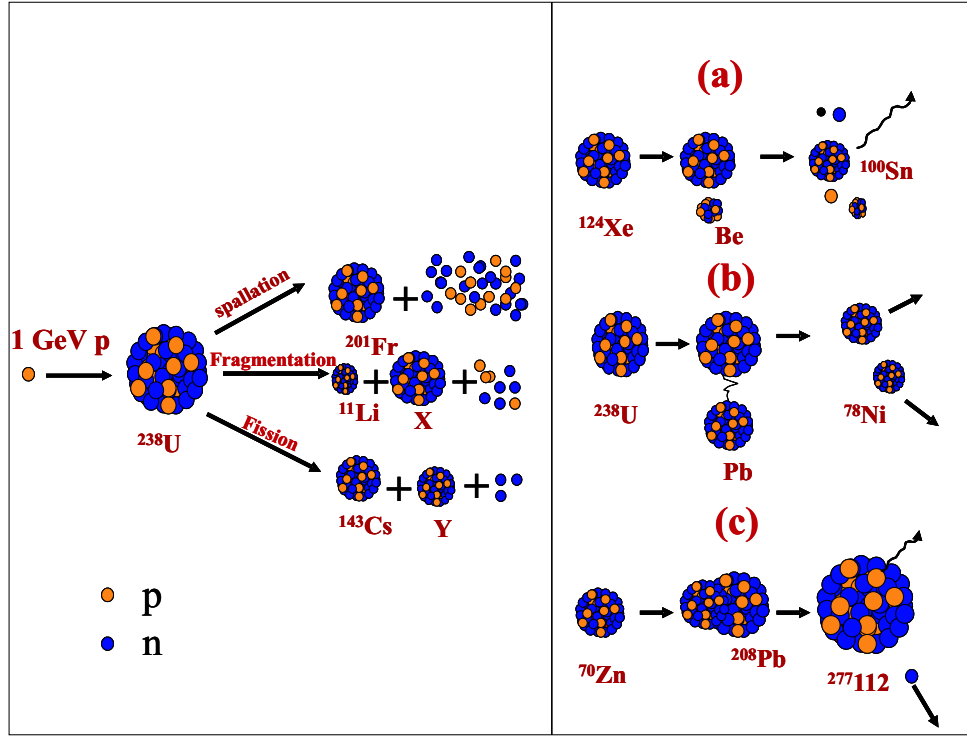 1 GeV p
²³⁸U
spallation
²⁰¹Fr
+
Fragmentation
¹¹Li
+
X
+
Fission
¹⁴³Cs
+
Y
+
p
n
(a)
¹²⁴Xe
Be
¹⁰⁰Sn
(b)
²³⁸U
Pb
⁷⁸Ni
(c)
⁷⁰Zn
²⁰⁸Pb
²⁷⁷112